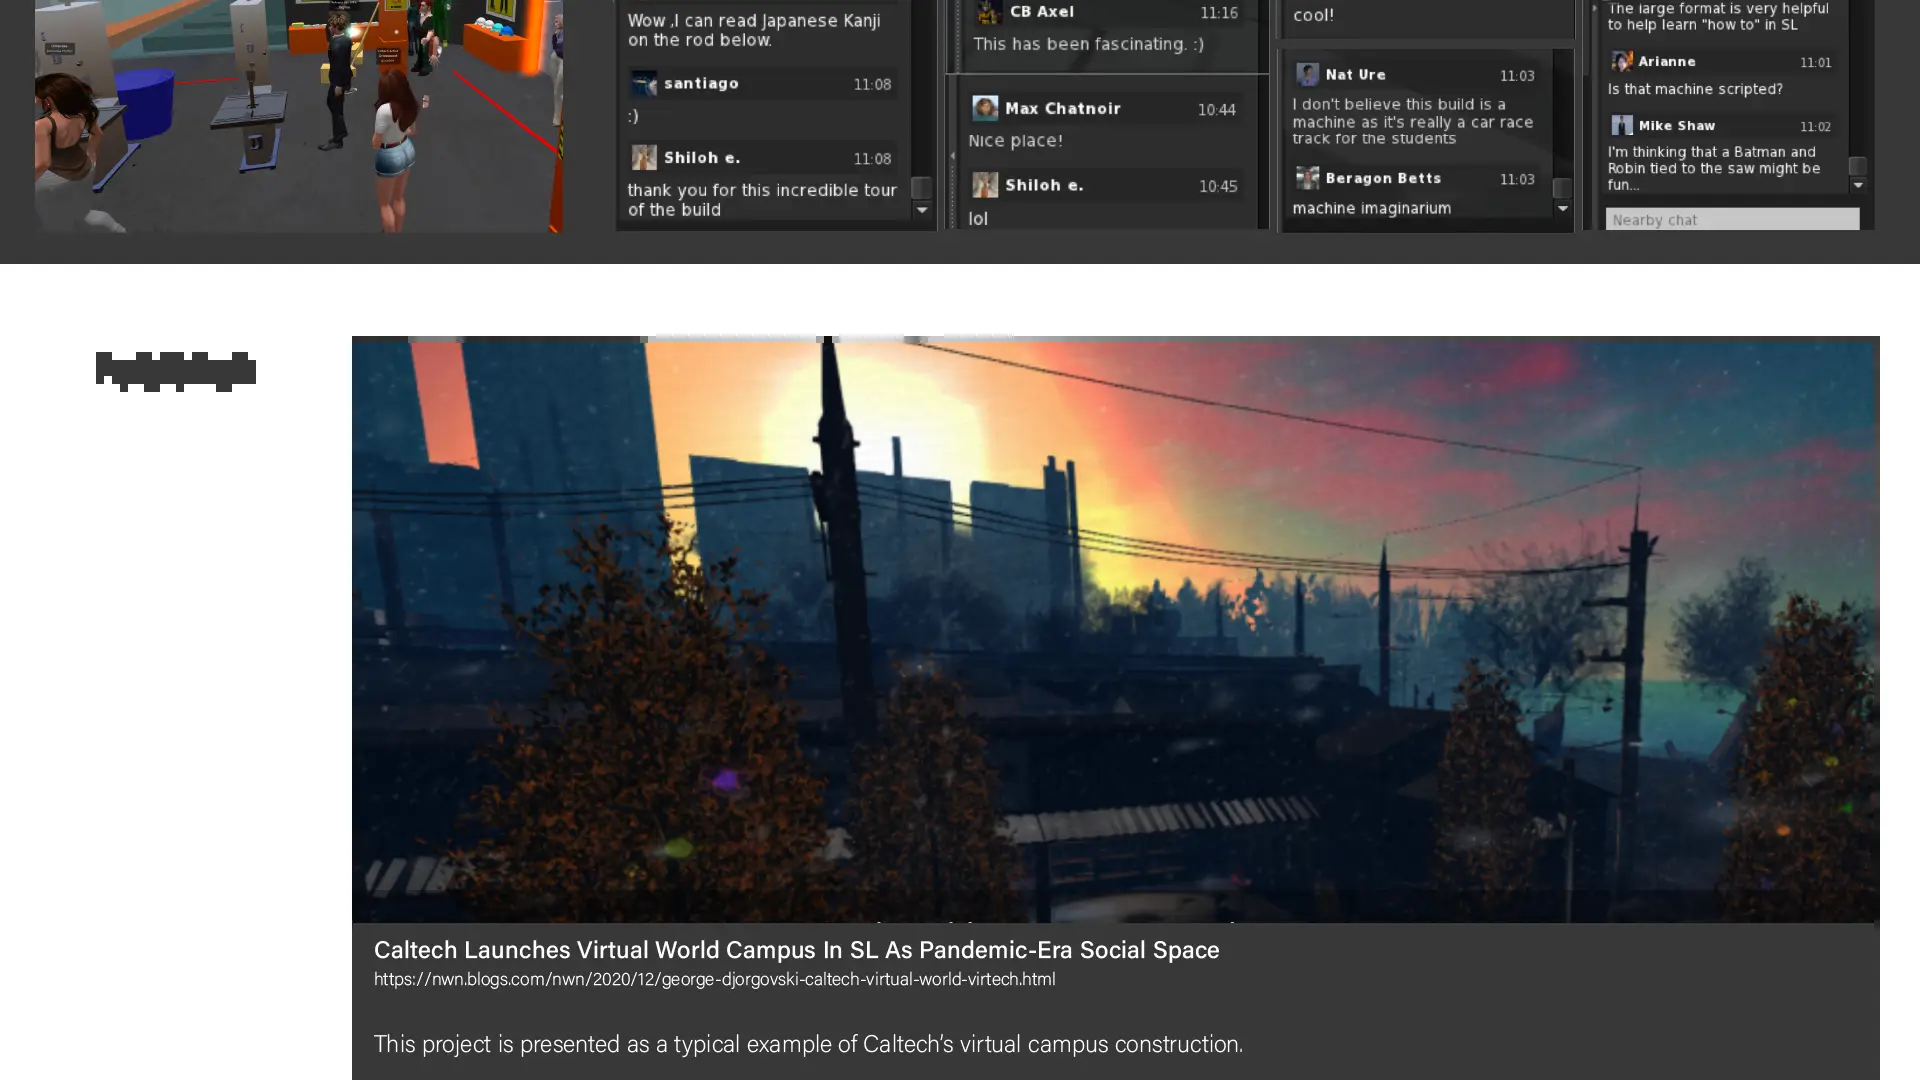 Wow ,I can read Japanese Kanji
on the rod below.
santiago 11:08
:)
Shiloh e. 11:08
thank you for this incredible tour
of the build
CB Axel 11:16
This has been fascinating. :)
Max Chatnoir 10:44
Nice place!
Shiloh e. 10:45
lol
cool!
Nat Ure 11:03
I don't believe this build is a
machine as it's really a car race
track for the students
Beragon Betts 11:03
machine imaginarium
The large format is very helpful
to help learn "how to" in SL
Arianne 11:01
Is that machine scripted?
Mike Shaw 11:02
I'm thinking that a Batman and
Robin tied to the saw might be
fun...
Nearby chat
Caltech Launches Virtual World Campus In SL As Pandemic-Era Social Space
https://nwn.blogs.com/nwn/2020/12/george-djorgovski-caltech-virtual-world-virtech.html
This project is presented as a typical example of Caltech’s virtual campus construction.